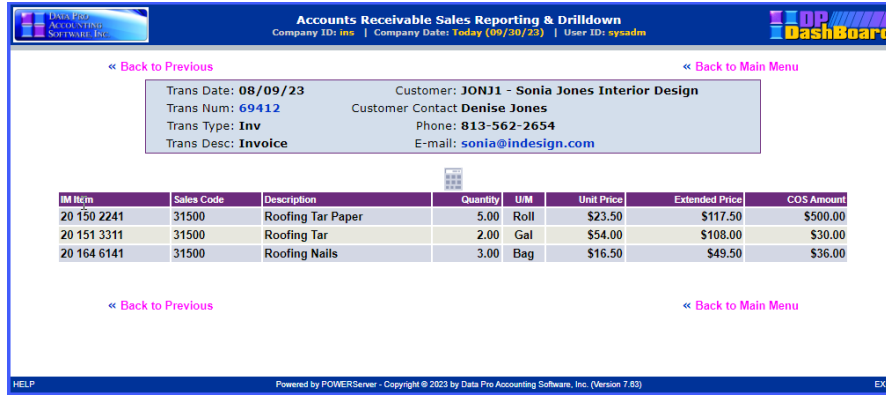 DATA PRO
ACCOUNTING
SOFTWARE, INC.
Accounts Receivable Sales Reporting & Drilldown
Company ID: ins | Company Date: Today (09/30/23) | User ID: sysadm
DP
DashBoard
« Back to Previous « Back to Main Menu
Trans Date: 08/09/23 Customer: JONJ1 - Sonia Jones Interior Design
Trans Num: 69412 Customer Contact Denise Jones
Trans Type: Inv Phone: 813-562-2654
Trans Desc: Invoice E-mail: sonia@indesign.com
IM Item Sales Code Description Quantity U/M Unit Price Extended Price COS Amount
20 150 2241 31500 Roofing Tar Paper 5.00 Roll $23.50 $117.50 $500.00
20 151 3311 31500 Roofing Tar 2.00 Gal $54.00 $108.00 $30.00
20 164 6141 31500 Roofing Nails 3.00 Bag $16.50 $49.50 $36.00
« Back to Previous « Back to Main Menu
HELP Powered by POWERServer - Copyright © 2023 by Data Pro Accounting Software, Inc. (Version 7.63) EX